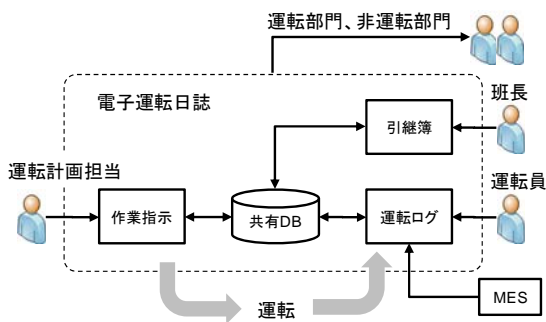 運転部門、非運転部門
電子運転日誌
班長
引継簿
運転計画担当
運転員
作業指示
共有DB
運転ログ
運転
MES